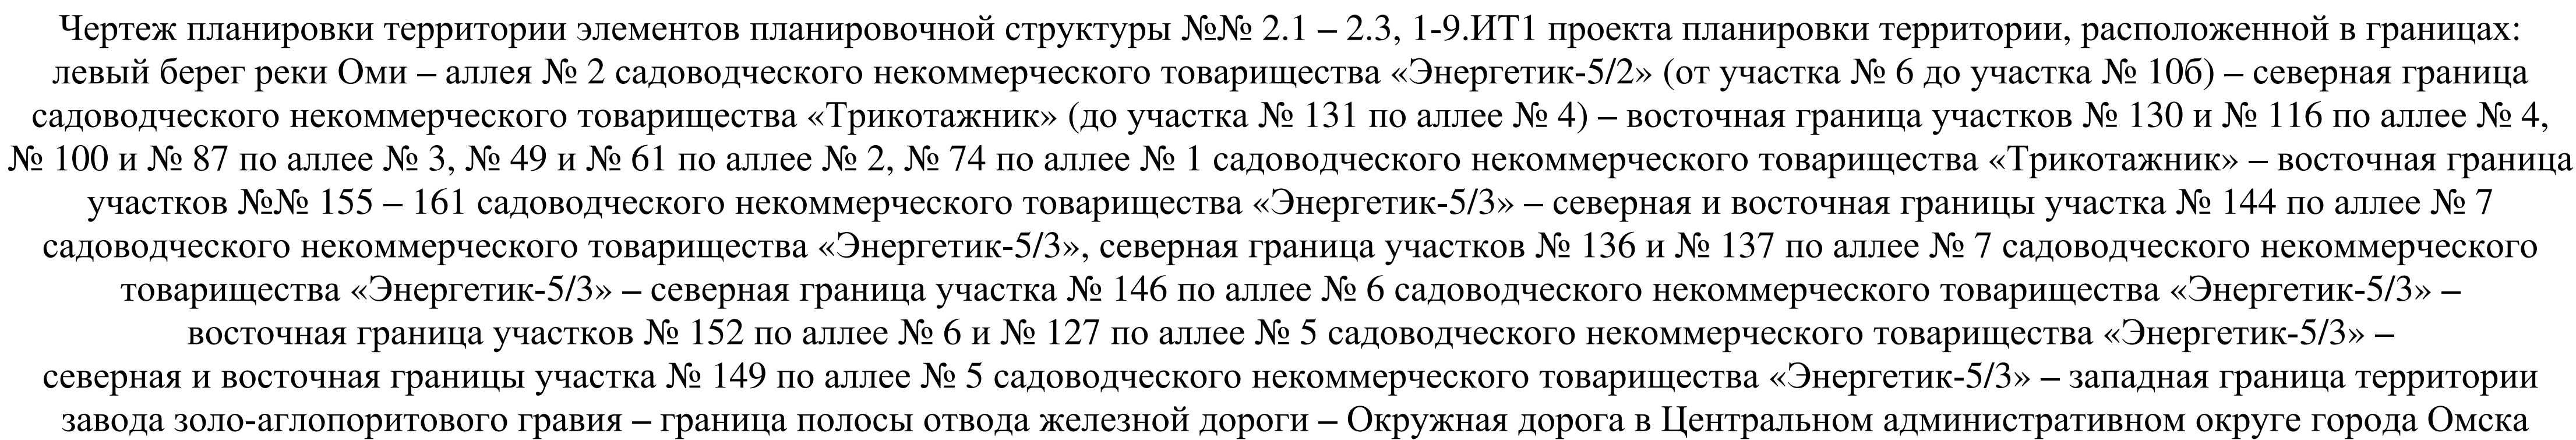 Чертеж планировки территории элементов планировочной структуры №№ 2.1 – 2.3, 1-9.ИТ1 проекта планировки территории, расположенной в границах:
левый берег реки Оми – аллея № 2 садоводческого некоммерческого товарищества «Энергетик-5/2» (от участка № 6 до участка № 10б) – северная граница
садоводческого некоммерческого товарищества «Трикотажник» (до участка № 131 по аллее № 4) – восточная граница участков № 130 и № 116 по аллее № 4,
№ 100 и № 87 по аллее № 3, № 49 и № 61 по аллее № 2, № 74 по аллее № 1 садоводческого некоммерческого товарищества «Трикотажник» – восточная граница
участков №№ 155 – 161 садоводческого некоммерческого товарищества «Энергетик-5/3» – северная и восточная границы участка № 144 по аллее № 7
садоводческого некоммерческого товарищества «Энергетик-5/3», северная граница участков № 136 и № 137 по аллее № 7 садоводческого некоммерческого
товарищества «Энергетик-5/3» – северная граница участка № 146 по аллее № 6 садоводческого некоммерческого товарищества «Энергетик-5/3» –
восточная граница участков № 152 по аллее № 6 и № 127 по аллее № 5 садоводческого некоммерческого товарищества «Энергетик-5/3» –
северная и восточная границы участка № 149 по аллее № 5 садоводческого некоммерческого товарищества «Энергетик-5/3» – западная граница территории
завода золо-аглопоритового гравия – граница полосы отвода железной дороги – Окружная дорога в Центральном административном округе города Омска